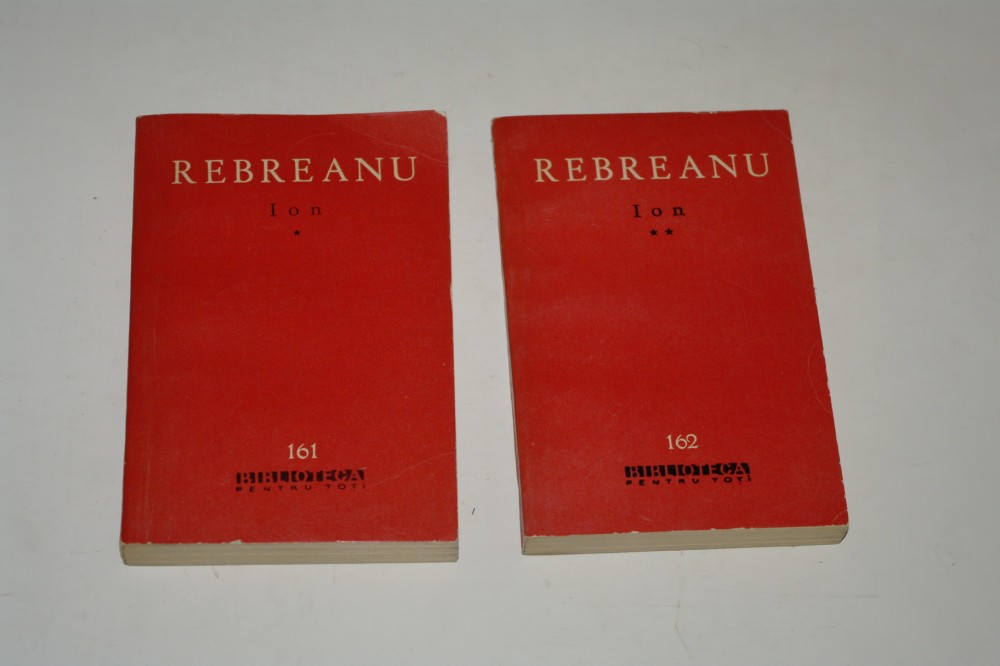 REBREANU
Ion
*
161
BIBLIOTECA
PENTRU TOȚI
REBREANU
Ion
**
162
BIBLIOTECA
PENTRU TOȚI